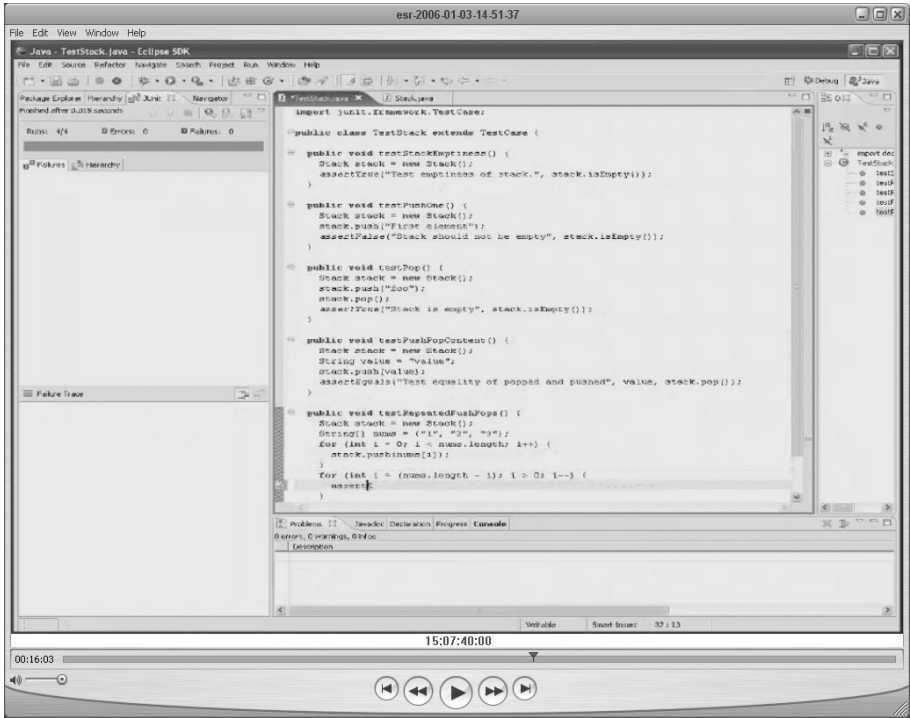 esr-2006-01-03-14-51-37
File Edit View Window Help
Java - TestStack.java - Eclipse SDK
File Edit Source Refactor Navigate Search Project Run Window Help
Debug Java
Package Explorer Hierarchy JUnit Navigator
*TestStack.java Stack.java
Finished after 0.015 seconds
Runs: 4/4 Errors: 0 Failures: 0
Failures Hierarchy
Failure Trace
import junit.framework.TestCase;
public class TestStack extends TestCase {
public void testStackEmptiness() {
Stack stack = new Stack();
assertTrue("Test emptiness of stack.", stack.isEmpty());
}
public void testPushOne() {
Stack stack = new Stack();
stack.push("First element");
assertFalse("Stack should not be empty", stack.isEmpty());
}
public void testPop() {
Stack stack = new Stack();
stack.push("foo");
stack.pop();
assertTrue("Stack is empty", stack.isEmpty());
}
public void testPushPopContent() {
Stack stack = new Stack();
String value = "value";
stack.push(value);
assertEquals("Test equality of popped and pushed", value, stack.pop());
}
public void testRepeatedPushPops() {
Stack stack = new Stack();
String[] nums = {"1", "2", "3"};
for (int i = 0; i < nums.length; i++) {
stack.push(nums[i]);
}
for (int i = (nums.length - 1); i > 0; i--) {
assert
}
import dec
TestStack
Problems Javadoc Declaration Progress Console
0 errors, 0 warnings, 0 infos
Description
Writable Smart Insert 37 : 13
15:07:40:00
00:16:03